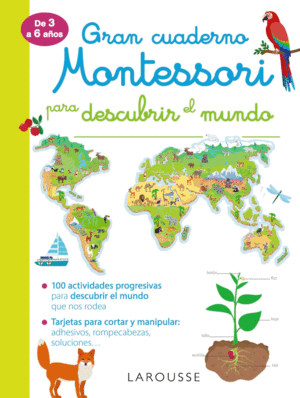 De 3
a 6 años
Gran cuaderno
Montessori
para descubrir el mundo
100 actividades progresivas
para descubrir el mundo
que nos rodea
Tarjetas para cortar y manipular:
adhesivos, rompecabezas,
soluciones...
LAROUSSE